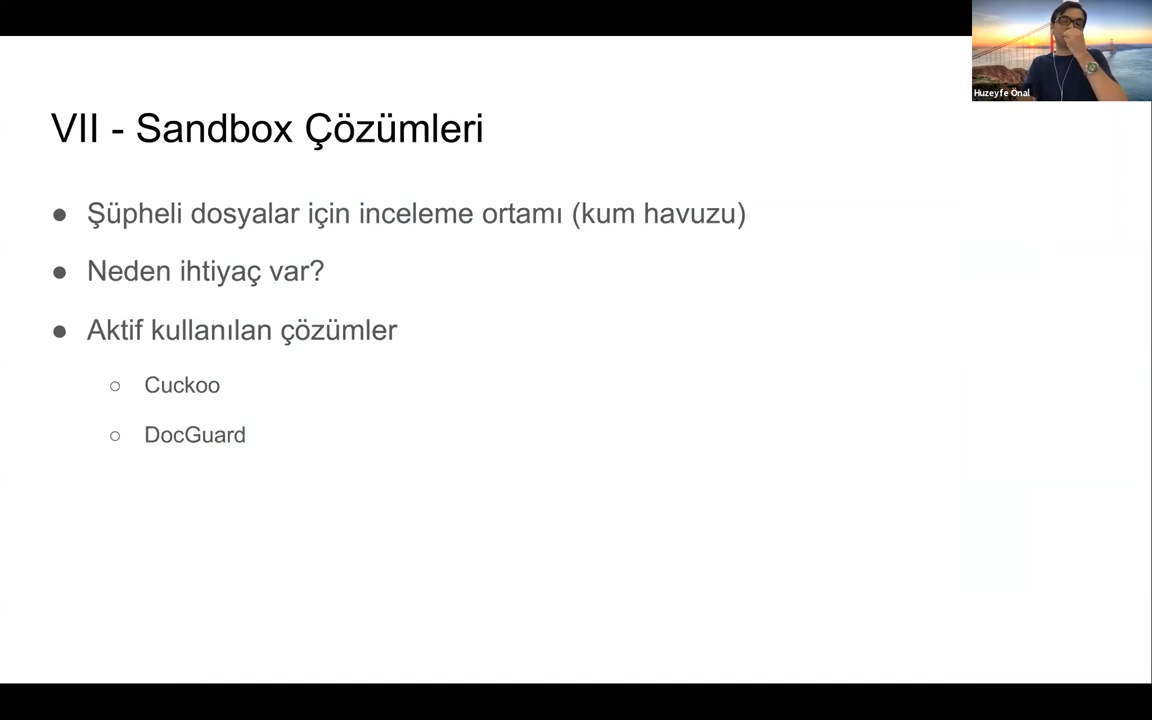 Huzeyfe Önal
VII - Sandbox Çözümleri
● Şüpheli dosyalar için inceleme ortamı (kum havuzu)
● Neden ihtiyaç var?
● Aktif kullanılan çözümler
○ Cuckoo
○ DocGuard